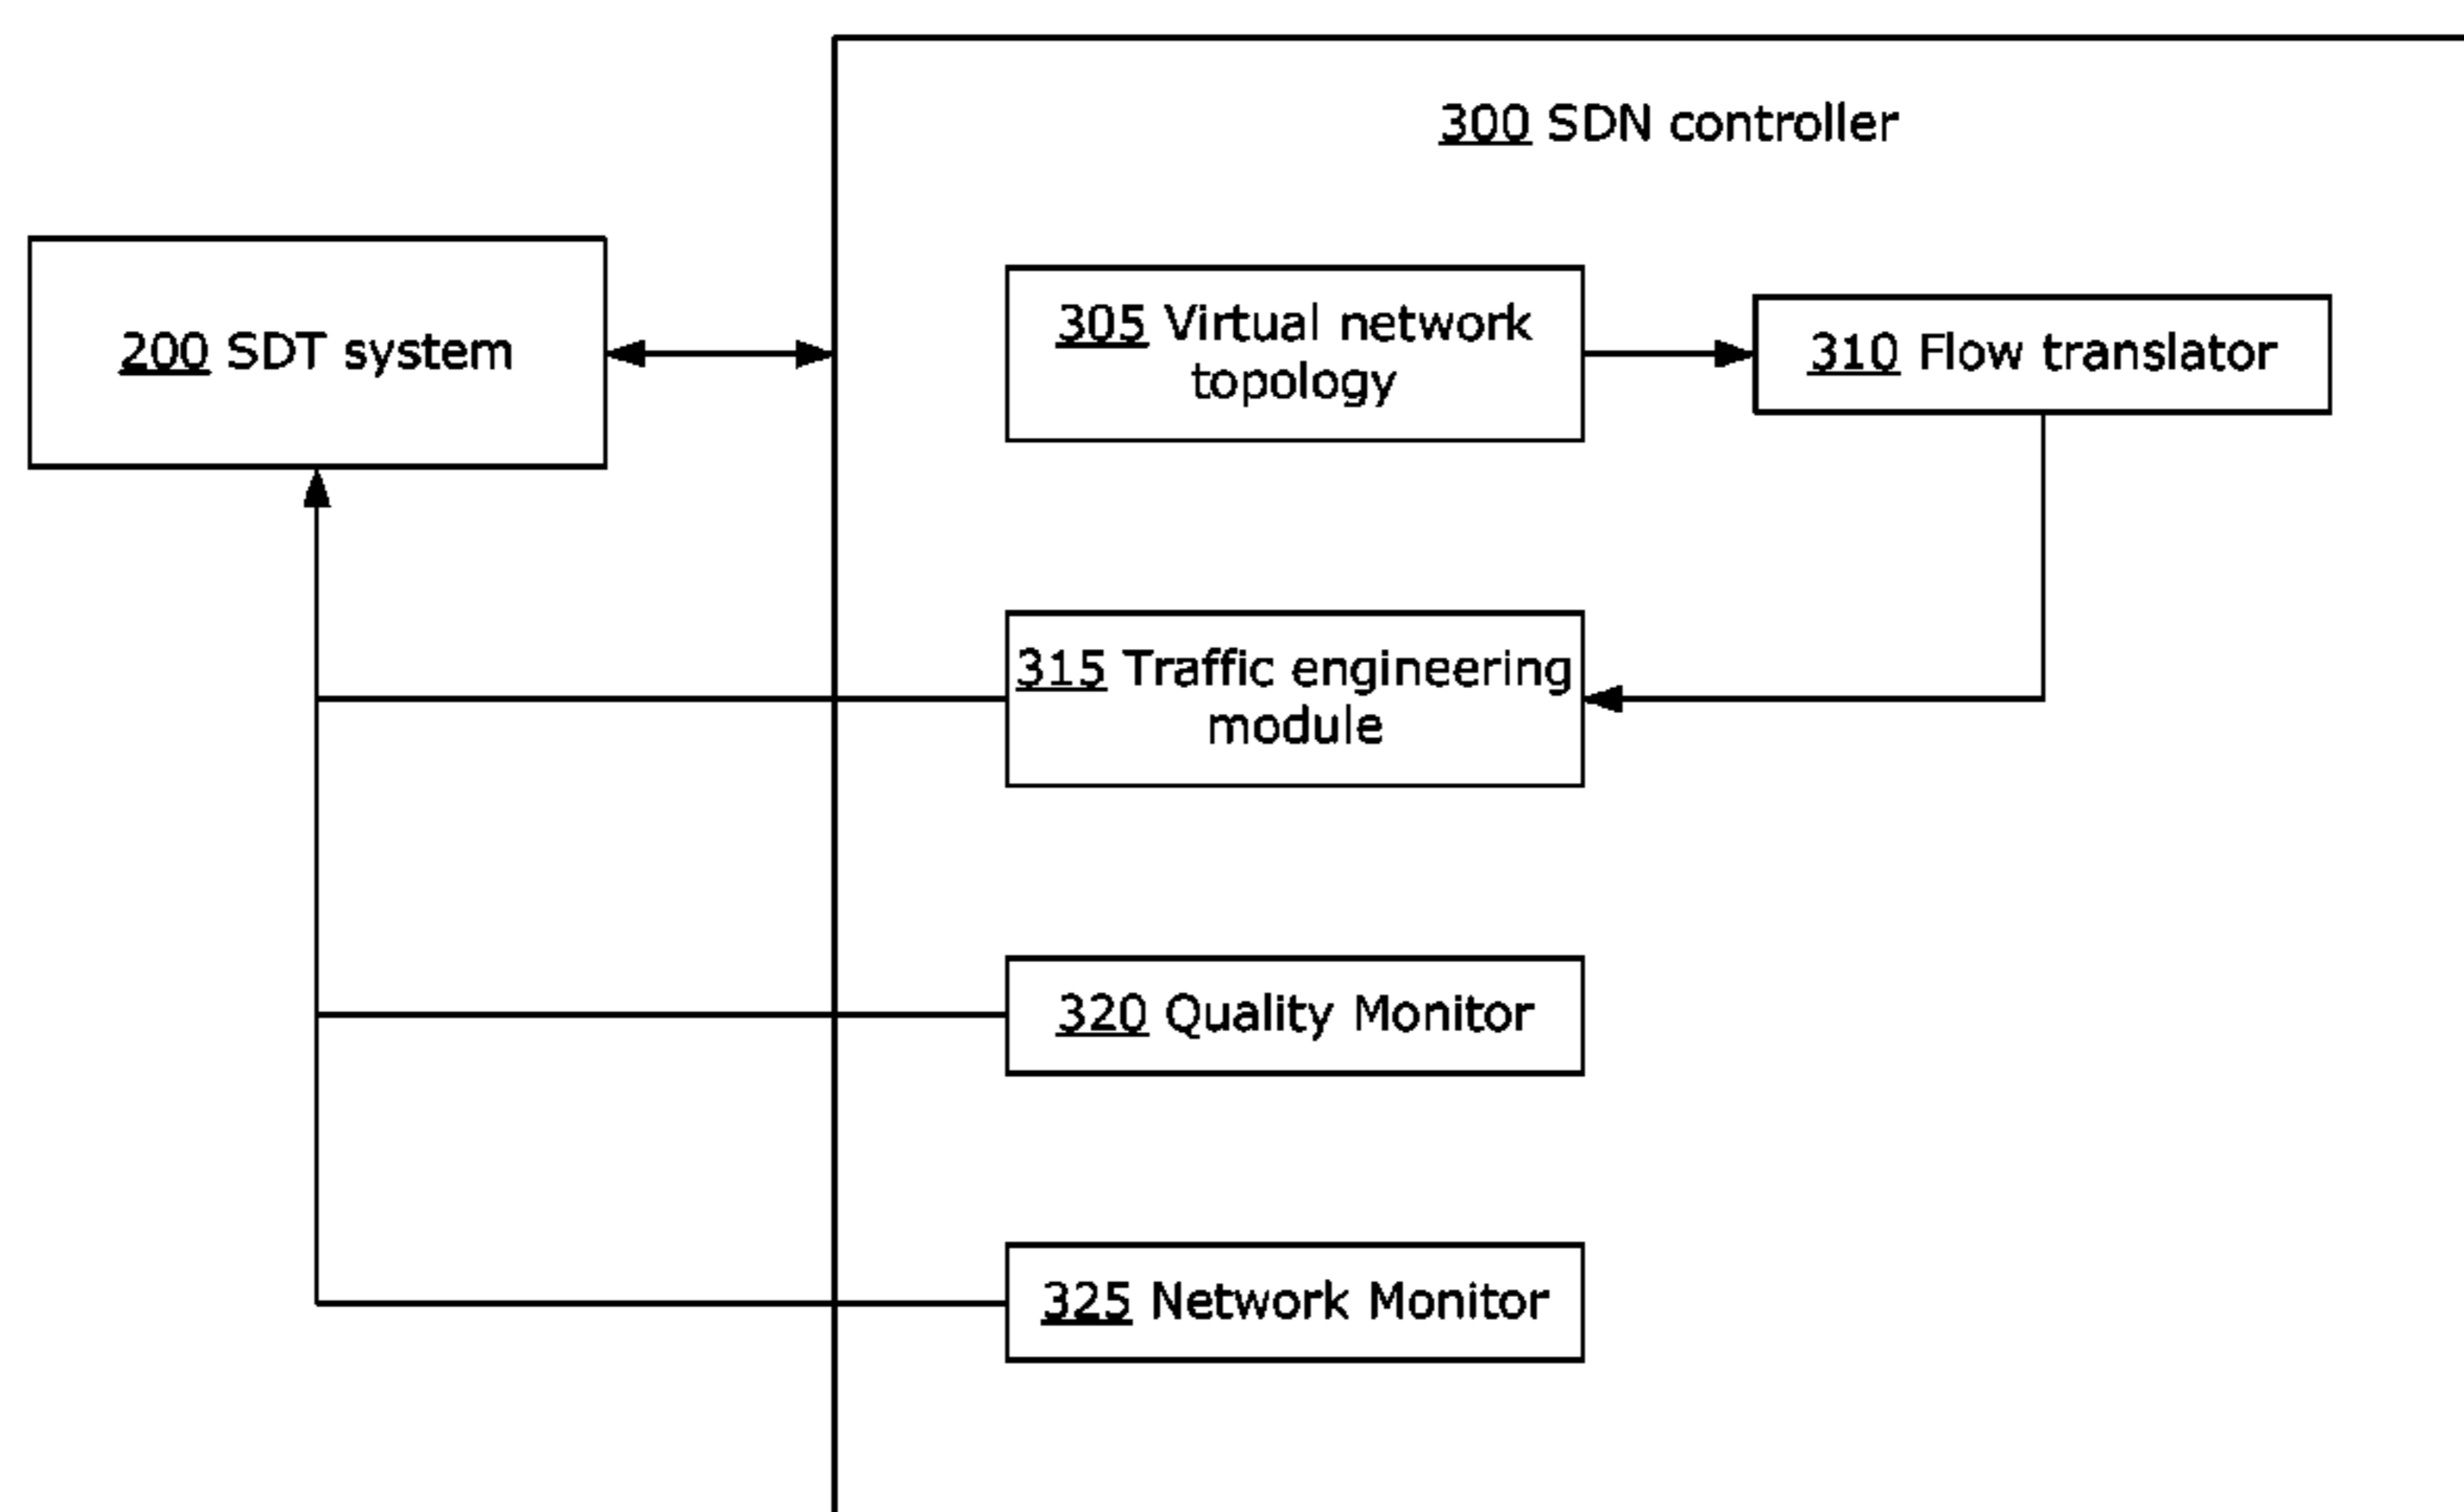 300 SDN controller
200 SDT system
305 Virtual network
topology
310 Flow translator
315 Traffic engineering
module
320 Quality Monitor
325 Network Monitor